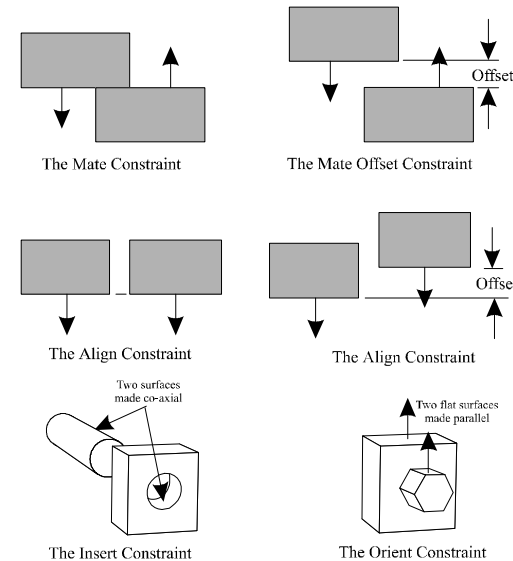 Offset
The Mate Constraint
The Mate Offset Constraint
Offse
The Align Constraint
The Align Constraint
Two surfaces
made co-axial
Two flat surfaces
made parallel
The Insert Constraint
The Orient Constraint